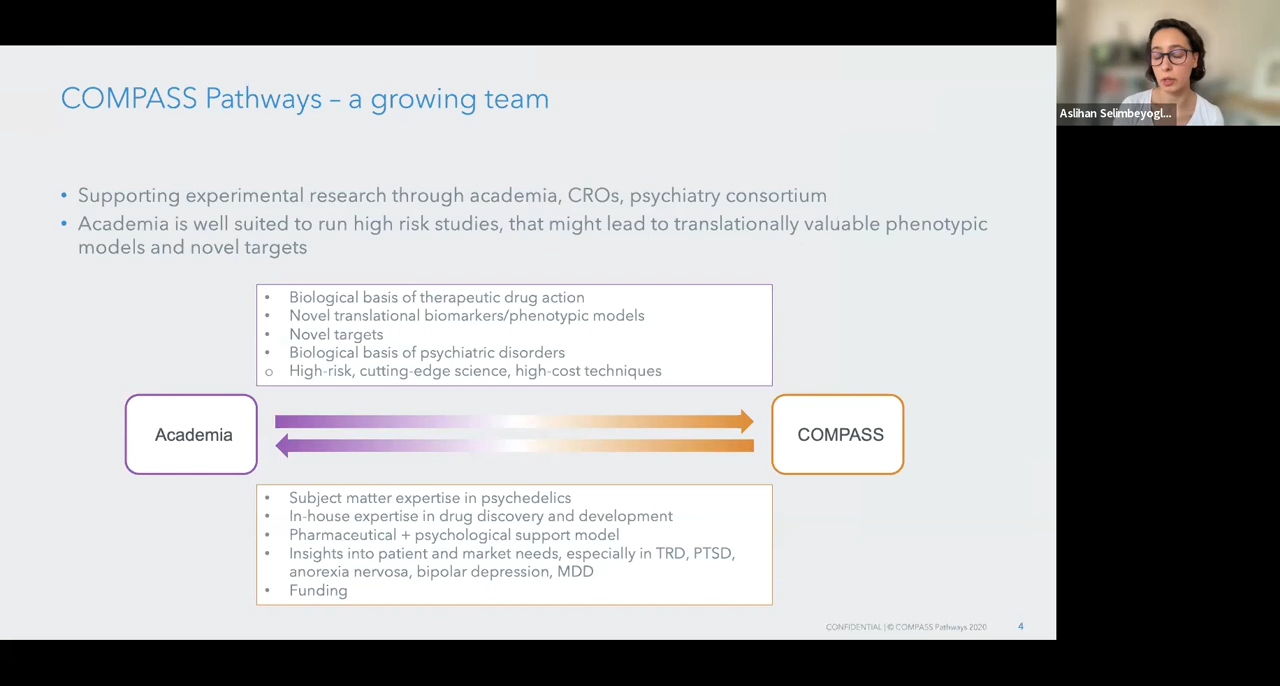 COMPASS Pathways – a growing team
Aslihan Selimbeyogl...
• Supporting experimental research through academia, CROs, psychiatry consortium
• Academia is well suited to run high risk studies, that might lead to translationally valuable phenotypic
models and novel targets
• Biological basis of therapeutic drug action
• Novel translational biomarkers/phenotypic models
• Novel targets
• Biological basis of psychiatric disorders
o High-risk, cutting-edge science, high-cost techniques
Academia
COMPASS
• Subject matter expertise in psychedelics
• In-house expertise in drug discovery and development
• Pharmaceutical + psychological support model
• Insights into patient and market needs, especially in TRD, PTSD,
anorexia nervosa, bipolar depression, MDD
• Funding
CONFIDENTIAL | © COMPASS Pathways 2020
4